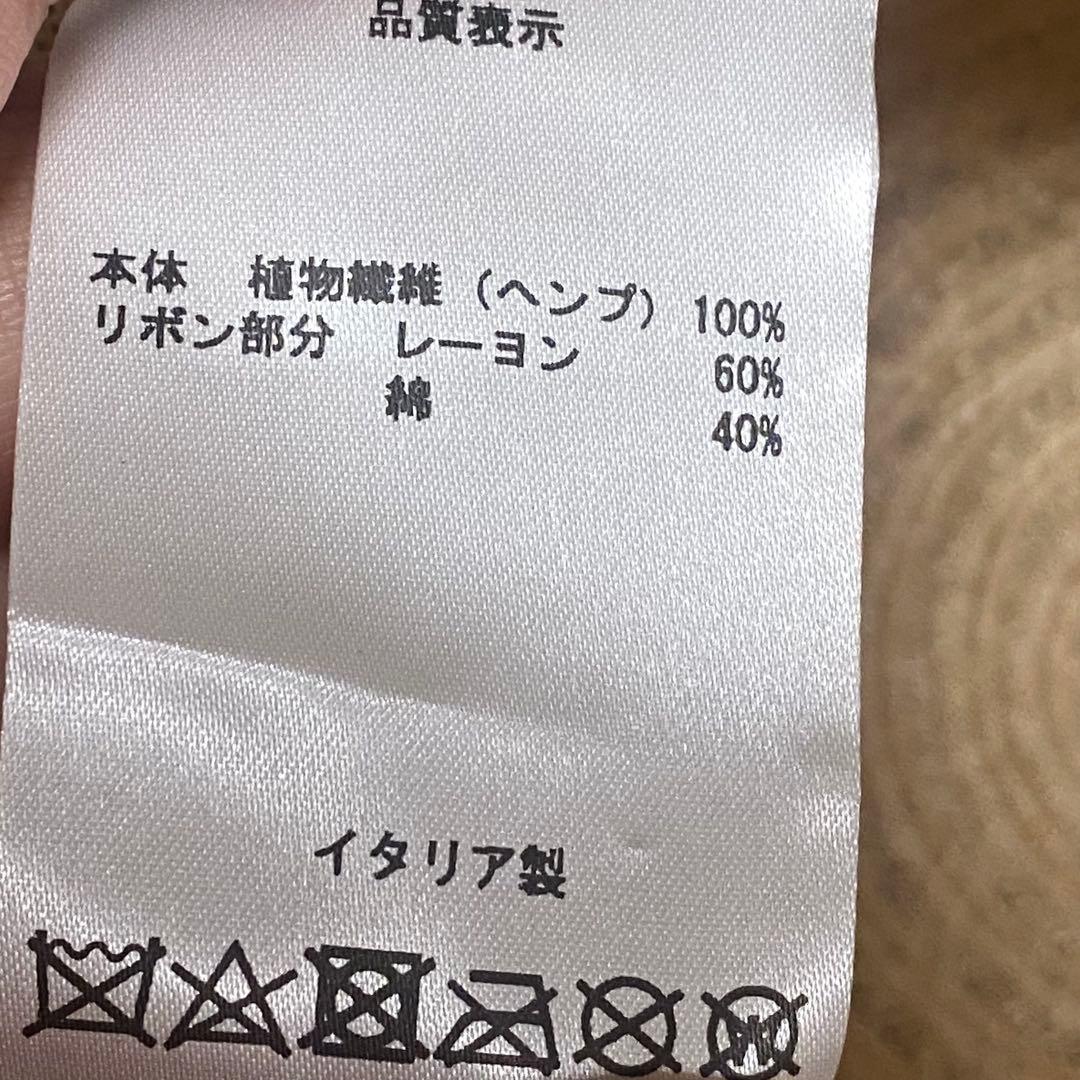 品質表示
本体 植物繊維 (ヘンプ) 100%
リボン部分 レーヨン 60%
綿 40%
イタリア製
W